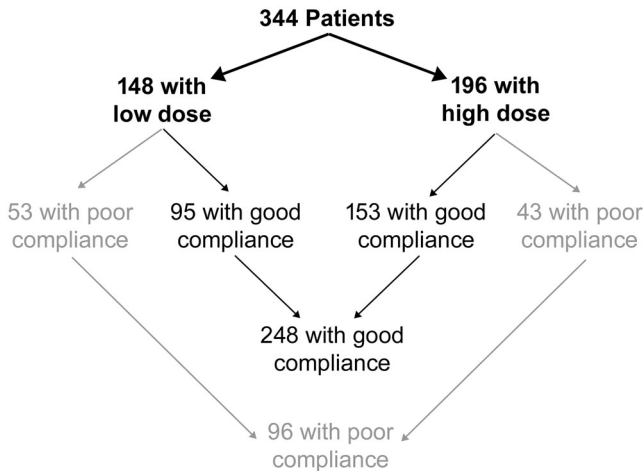 344 Patients
148 with
low dose
196 with
high dose
53 with poor
compliance
95 with good
compliance
153 with good
compliance
43 with poor
compliance
248 with good
compliance
96 with poor
compliance